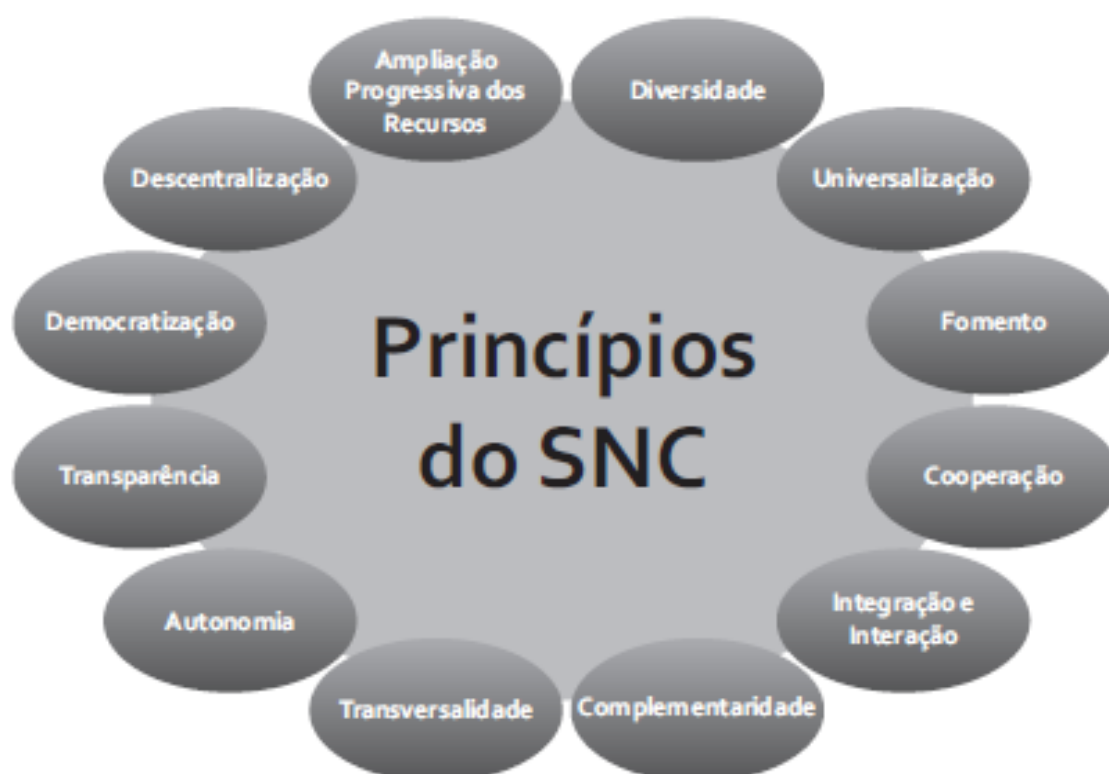 Ampliação
Progressiva dos
Recursos
Diversidade
Descentralização
Universalização
Democratização
Fomento
Princípios
do SNC
Transparência
Cooperação
Autonomia
Integração e
Interação
Transversalidade
Complementaridade